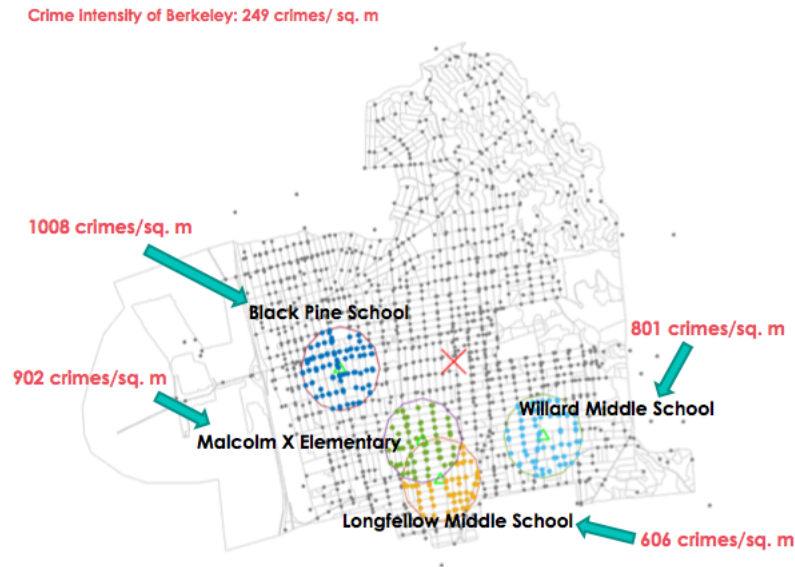 Crime intensity of Berkeley: 249 crimes/ sq. m
1008 crimes/sq. m
Black Pine School
801 crimes/sq. m
902 crimes/sq. m
Willard Middle School
Malcolm X Elementary
Longfellow Middle School
606 crimes/sq. m